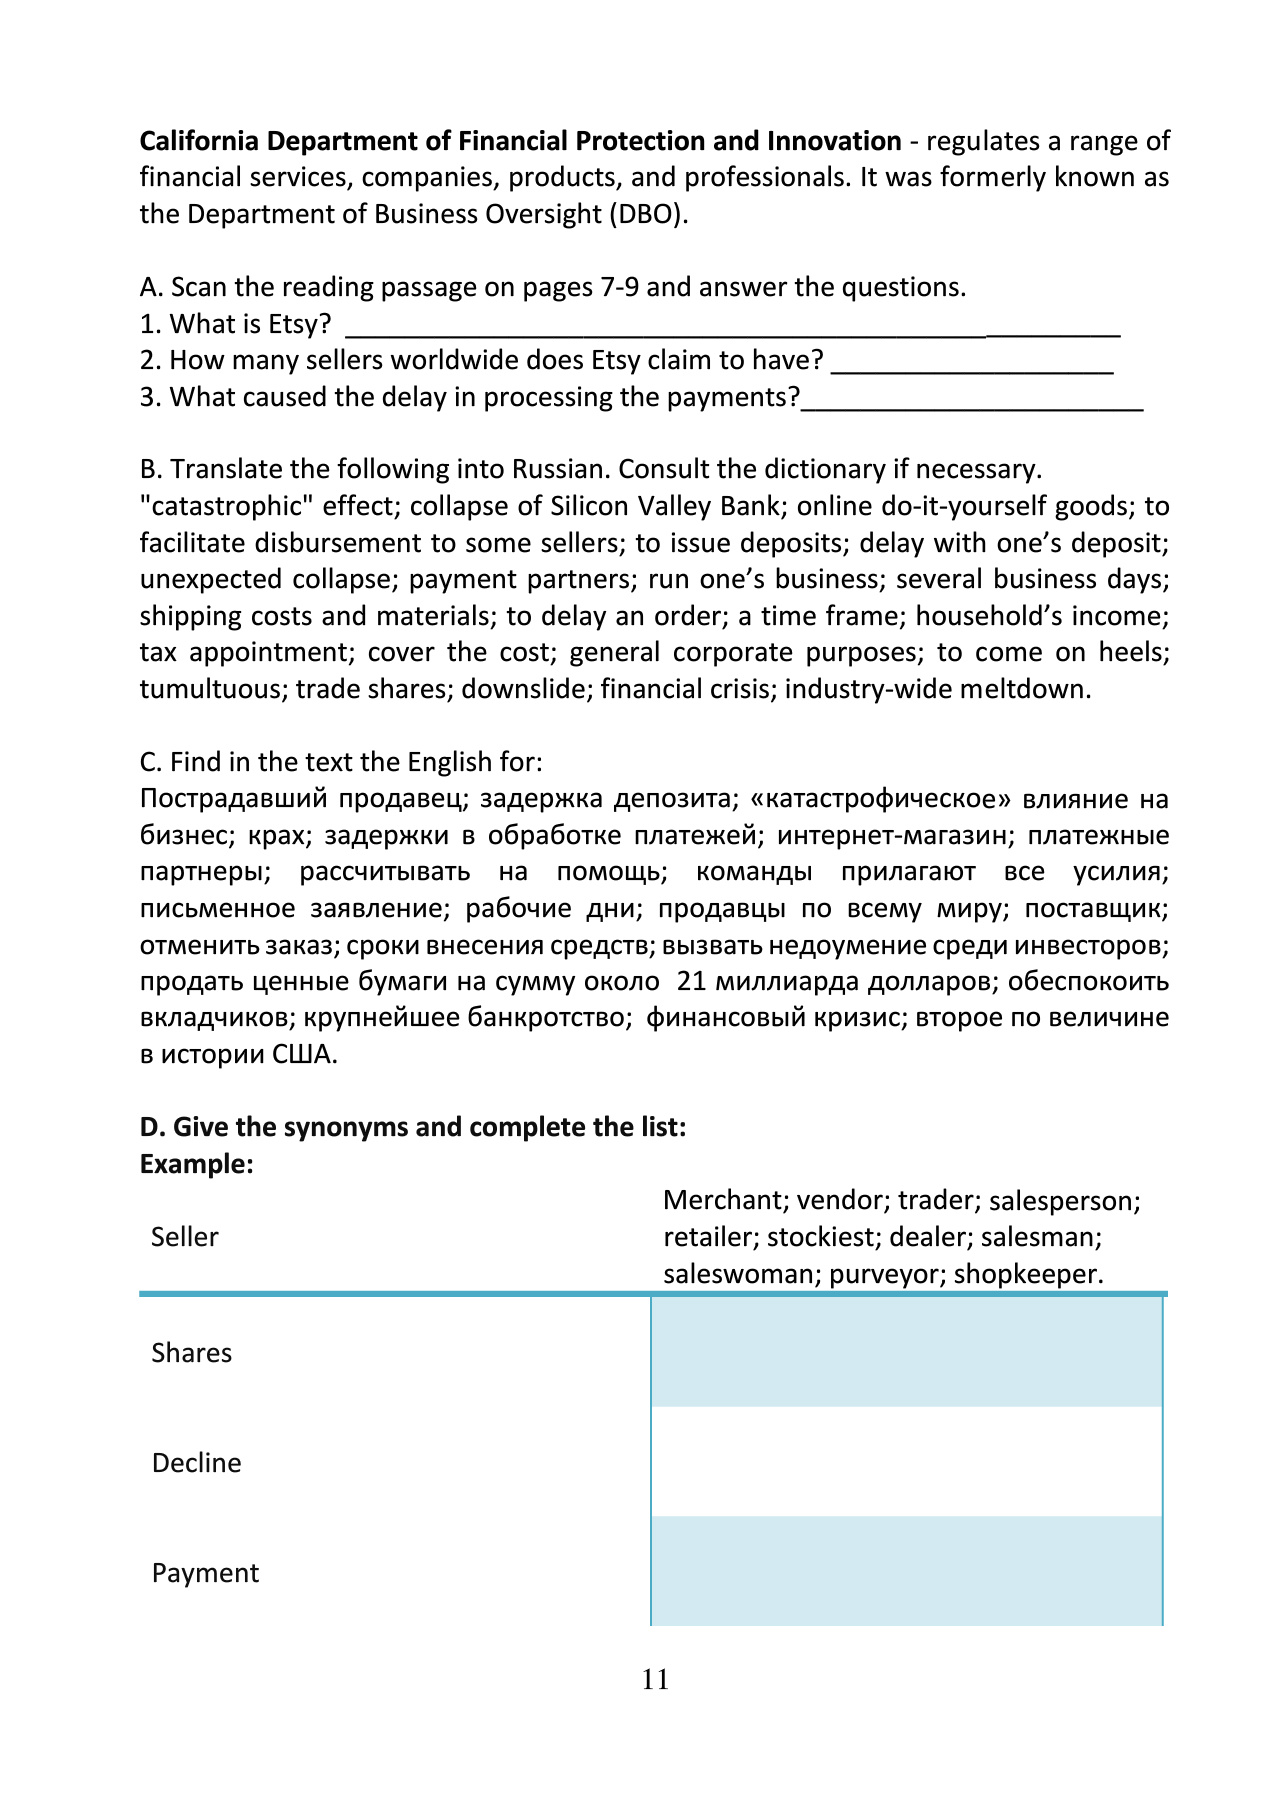 California Department of Financial Protection and Innovation - regulates a range of
financial services, companies, products, and professionals. It was formerly known as
the Department of Business Oversight (DBO).
A. Scan the reading passage on pages 7-9 and answer the questions.
1. What is Etsy? ____________________________________________________
2. How many sellers worldwide does Etsy claim to have? ___________________
3. What caused the delay in processing the payments?_______________________
B. Translate the following into Russian. Consult the dictionary if necessary.
"catastrophic" effect; collapse of Silicon Valley Bank; online do-it-yourself goods; to
facilitate disbursement to some sellers; to issue deposits; delay with one’s deposit;
unexpected collapse; payment partners; run one’s business; several business days;
shipping costs and materials; to delay an order; a time frame; household’s income;
tax appointment; cover the cost; general corporate purposes; to come on heels;
tumultuous; trade shares; downslide; financial crisis; industry-wide meltdown.
C. Find in the text the English for:
Пострадавший продавец; задержка депозита; «катастрофическое» влияние на
бизнес; крах; задержки в обработке платежей; интернет-магазин; платежные
партнеры; рассчитывать на помощь; команды прилагают все усилия;
письменное заявление; рабочие дни; продавцы по всему миру; поставщик;
отменить заказ; сроки внесения средств; вызвать недоумение среди инвесторов;
продать ценные бумаги на сумму около 21 миллиарда долларов; обеспокоить
вкладчиков; крупнейшее банкротство; финансовый кризис; второе по величине
в истории США.
D. Give the synonyms and complete the list:
Example:
Seller
Merchant; vendor; trader; salesperson;
retailer; stockiest; dealer; salesman;
saleswoman; purveyor; shopkeeper.
Shares
Decline
Payment
11